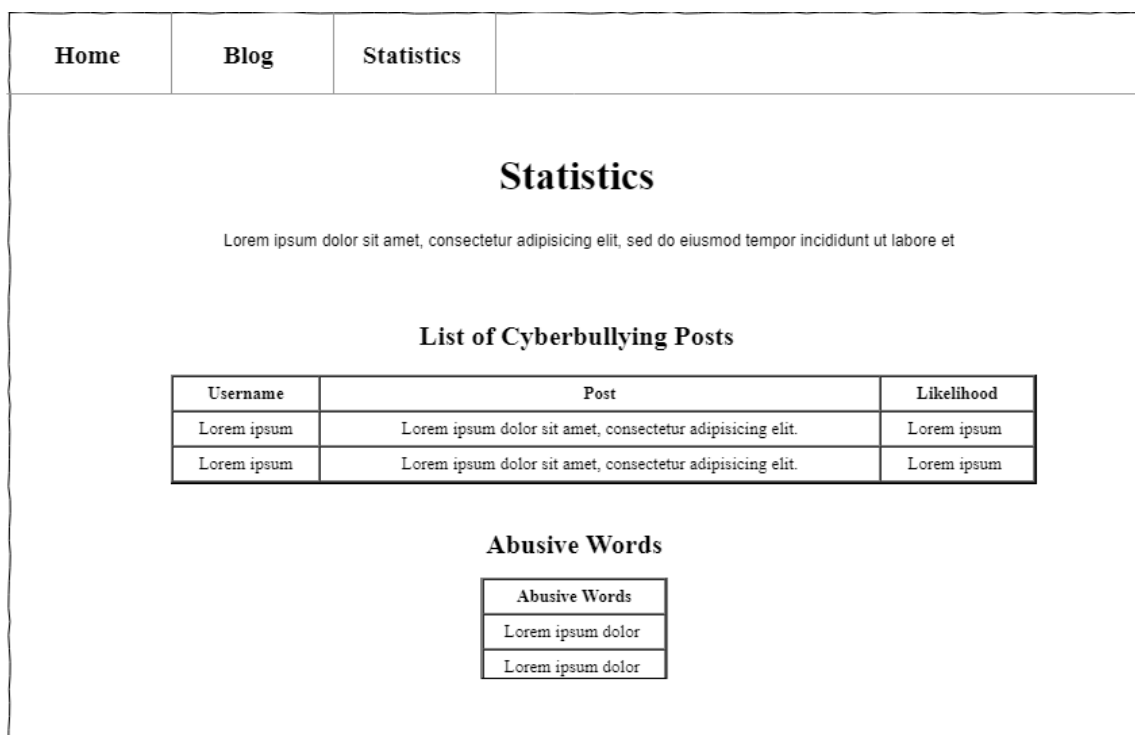 Home Blog Statistics
Statistics
Lorem ipsum dolor sit amet, consectetur adipisicing elit, sed do eiusmod tempor incididunt ut labore et
List of Cyberbullying Posts
Username Post Likelihood
Lorem ipsum Lorem ipsum dolor sit amet, consectetur adipisicing elit. Lorem ipsum
Lorem ipsum Lorem ipsum dolor sit amet, consectetur adipisicing elit. Lorem ipsum
Abusive Words
Abusive Words
Lorem ipsum dolor
Lorem ipsum dolor